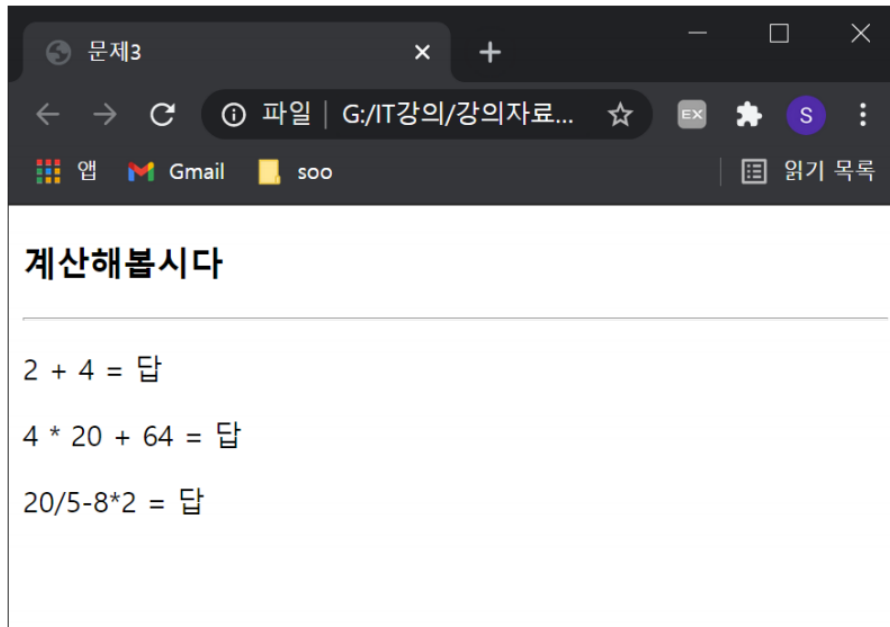 문제3
파일 | G:/IT강의/강의자료...
EX
S
앱 Gmail soo 읽기 목록
계산해봅시다
2 + 4 = 답
4 * 20 + 64 = 답
20/5-8*2 = 답